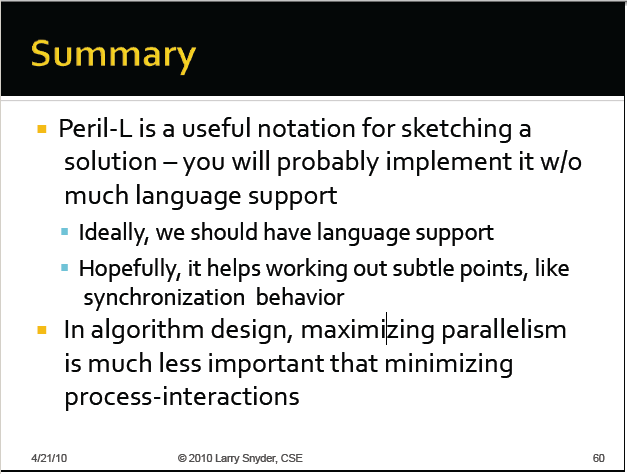 Summary
Peril-L is a useful notation for sketching a
solution – you will probably implement it w/o
much language support
Ideally, we should have language support
Hopefully, it helps working out subtle points, like
synchronization behavior
In algorithm design, maximizing parallelism
is much less important that minimizing
process-interactions
4/21/10
© 2010 Larry Snyder, CSE
60